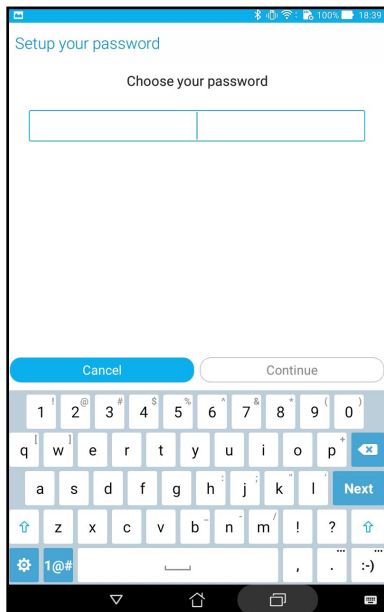 100% 18:39
Setup your password
Choose your password
Cancel Continue
! @ # $ % ^ & * ( )
1 2 3 4 5 6 7 8 9 0
[ ] +
q w e r t y u i o p
: ; " '
a s d f g h j k l Next
_ - /
z x c v b n m ! ?
1@# , . :-)